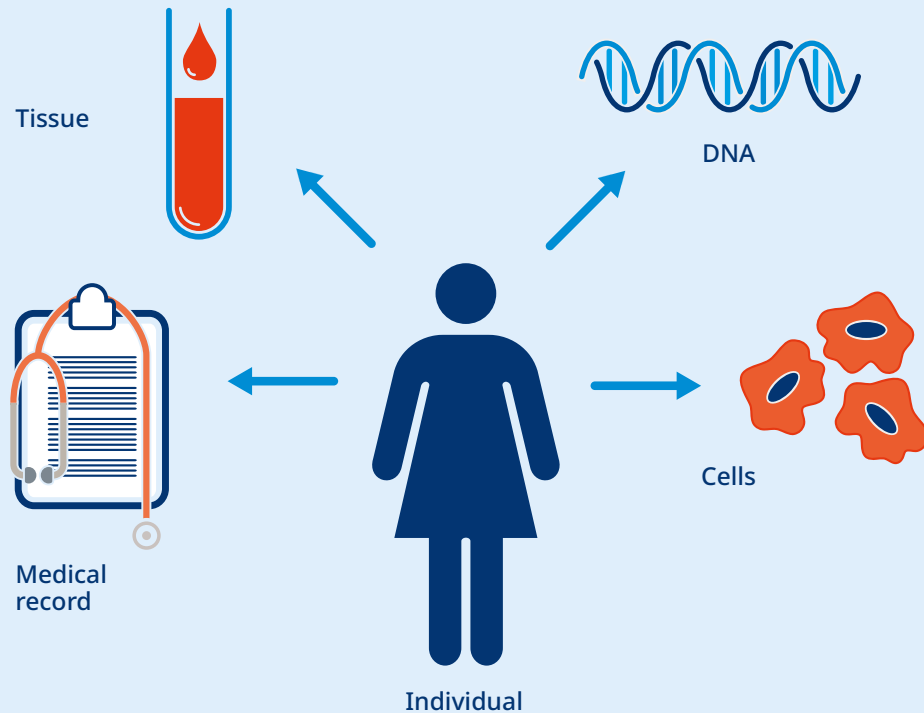 Tissue
DNA
Cells
Medical
record
Individual